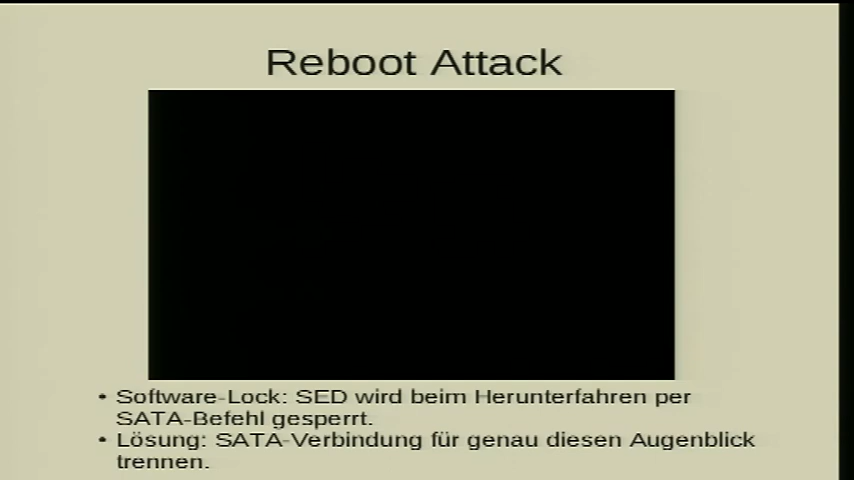 Reboot Attack
• Software-Lock: SED wird beim Herunterfahren per
SATA-Befehl gesperrt.
• Lösung: SATA-Verbindung für genau diesen Augenblick
trennen.